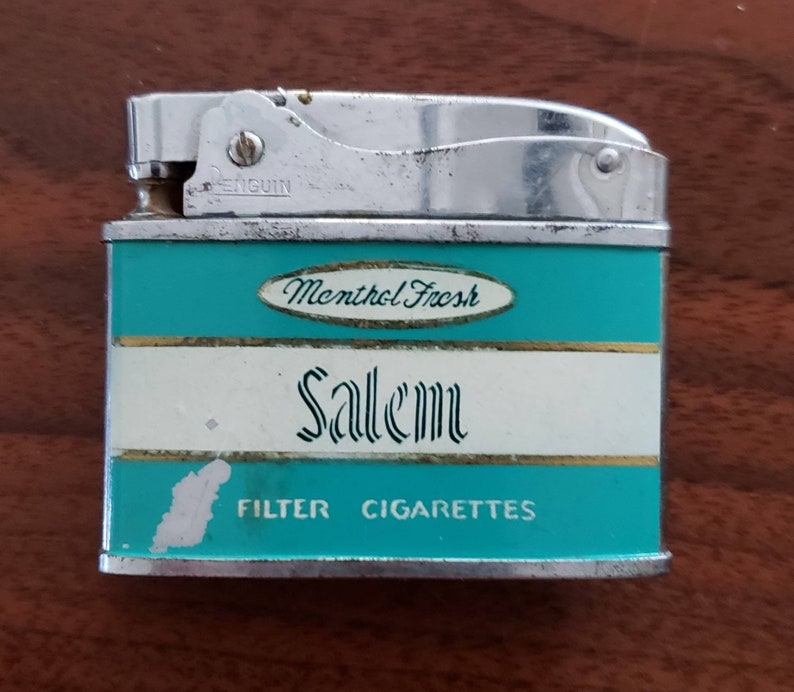 PENGUIN
Menthol Fresh
Salem
FILTER CIGARETTES